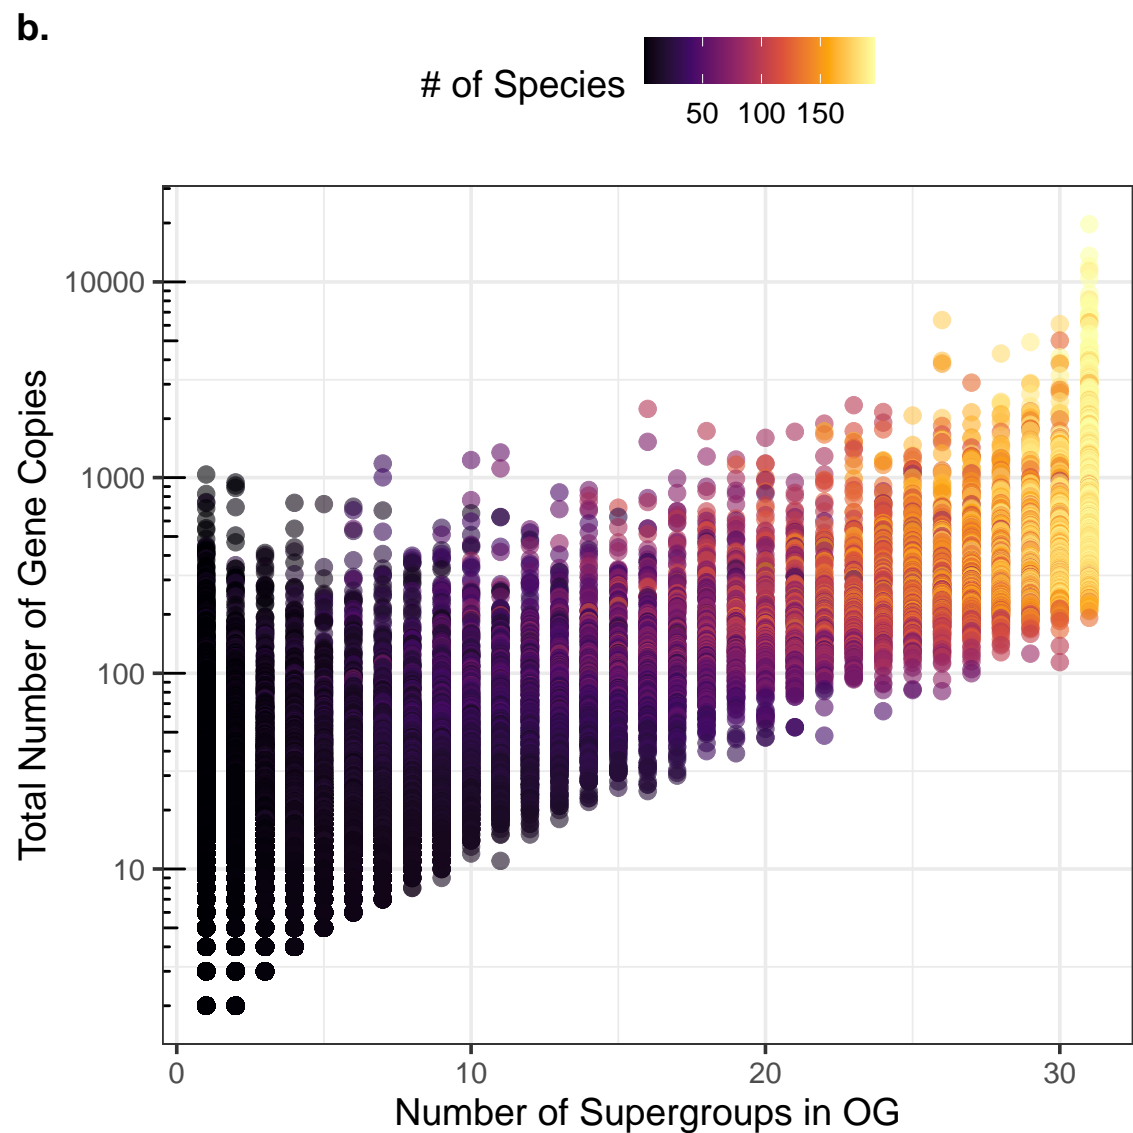 b.
# of Species
50 100 150
Total Number of Gene Copies
10000
1000
100
10
0 10 20 30
Number of Supergroups in OG